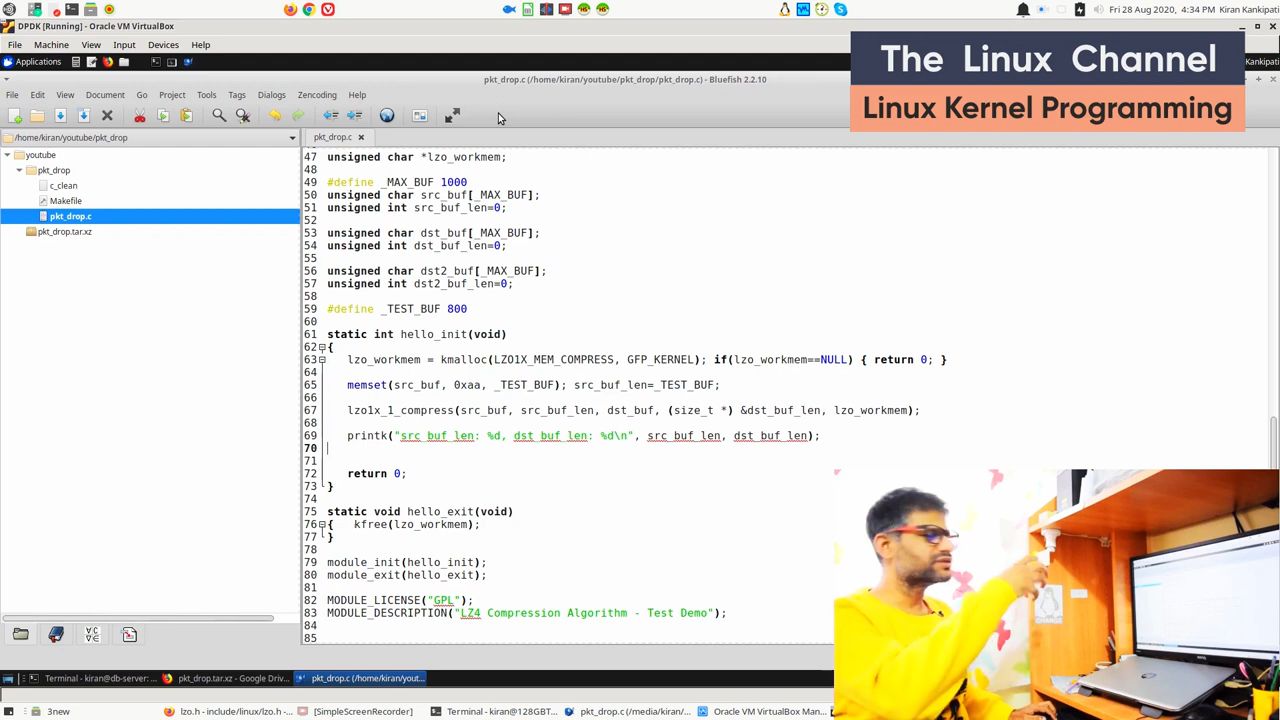 Fri 28 Aug 2020, 4:34 PM Kiran Kankipati
DPDK [Running] - Oracle VM VirtualBox
File Machine View Input Devices Help
Applications
Kankipati
The Linux Channel
Linux Kernel Programming
pkt_drop.c (/home/kiran/youtube/pkt_drop/pkt_drop.c) - Bluefish 2.2.10
File Edit View Document Go Project Tools Tags Dialogs Zencoding Help
/home/kiran/youtube/pkt_drop
pkt_drop.c
youtube
pkt_drop
c_clean
Makefile
pkt_drop.c
pkt_drop.tar.xz
47 unsigned char *lzo_workmem;
48
49 #define _MAX_BUF 1000
50 unsigned char src_buf[_MAX_BUF];
51 unsigned int src_buf_len=0;
52
53 unsigned char dst_buf[_MAX_BUF];
54 unsigned int dst_buf_len=0;
55
56 unsigned char dst2_buf[_MAX_BUF];
57 unsigned int dst2_buf_len=0;
58
59 #define _TEST_BUF 800
60
61 static int hello_init(void)
62 {
63 lzo_workmem = kmalloc(LZO1X_MEM_COMPRESS, GFP_KERNEL); if(lzo_workmem==NULL) { return 0; }
64
65 memset(src_buf, 0xaa, _TEST_BUF); src_buf_len=_TEST_BUF;
66
67 lzo1x_1_compress(src_buf, src_buf_len, dst_buf, (size_t *) &dst_buf_len, lzo_workmem);
68
69 printk("src_buf_len: %d, dst_buf_len: %d\n", src_buf_len, dst_buf_len);
70
71
72 return 0;
73 }
74
75 static void hello_exit(void)
76 { kfree(lzo_workmem);
77 }
78
79 module_init(hello_init);
80 module_exit(hello_exit);
81
82 MODULE_LICENSE("GPL");
83 MODULE_DESCRIPTION("LZ4 Compression Algorithm - Test Demo");
84
85
Terminal - kiran@db-server: ... pkt_drop.tar.xz - Google Driv... pkt_drop.c (/home/kiran/yout...
3new lzo.h - include/linux/lzo.h -... [SimpleScreenRecorder] Terminal - kiran@128GBT... pkt_drop.c (/media/kiran/... Oracle VM VirtualBox Man...